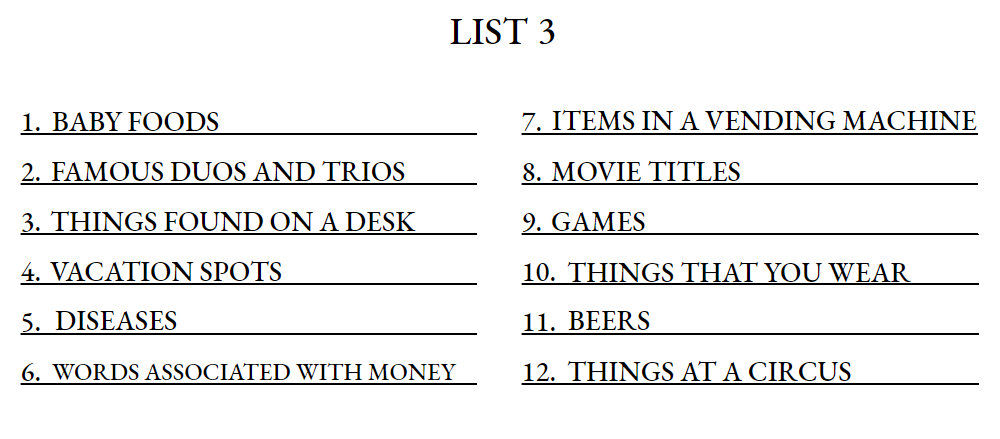 LIST 3
1. BABY FOODS
2. FAMOUS DUOS AND TRIOS
3. THINGS FOUND ON A DESK
4. VACATION SPOTS
5. DISEASES
6. WORDS ASSOCIATED WITH MONEY
7. ITEMS IN A VENDING MACHINE
8. MOVIE TITLES
9. GAMES
10. THINGS THAT YOU WEAR
11. BEERS
12. THINGS AT A CIRCUS